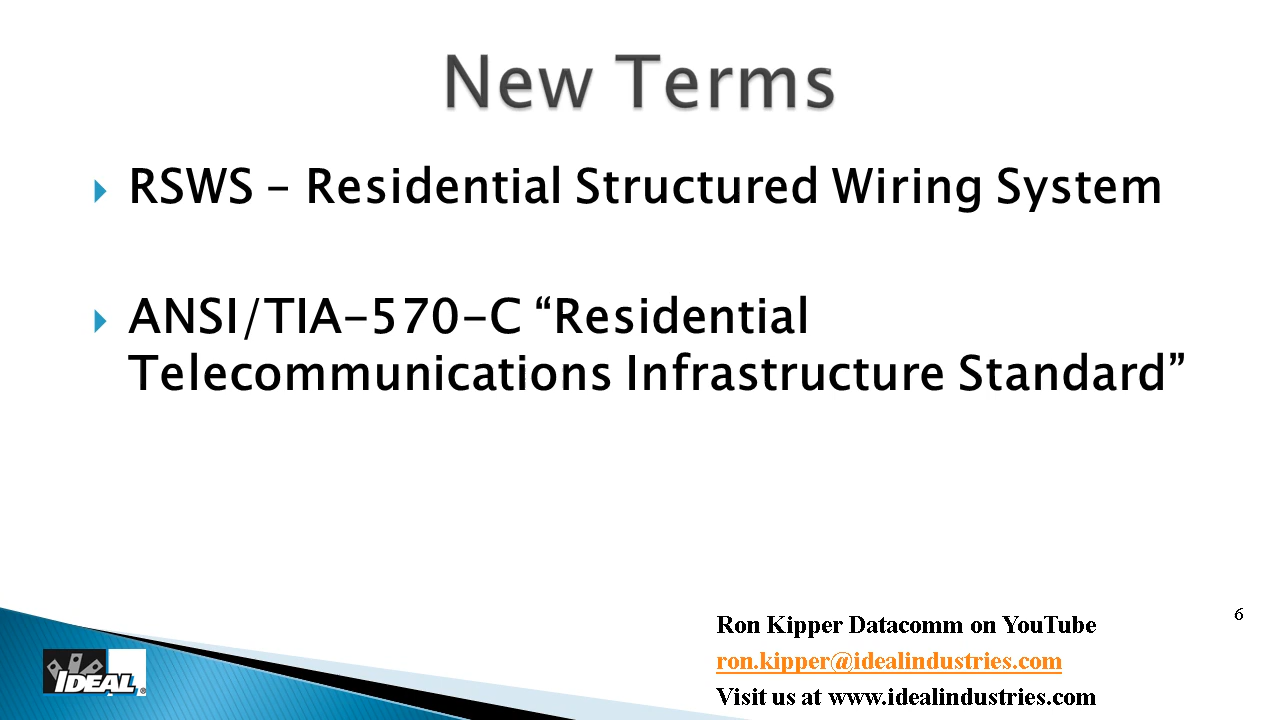 New Terms
RSWS – Residential Structured Wiring System
ANSI/TIA-570-C “Residential
Telecommunications Infrastructure Standard”
6
Ron Kipper Datacomm on YouTube
ron.kipper@idealindustries.com
Visit us at www.idealindustries.com
IDEAL®